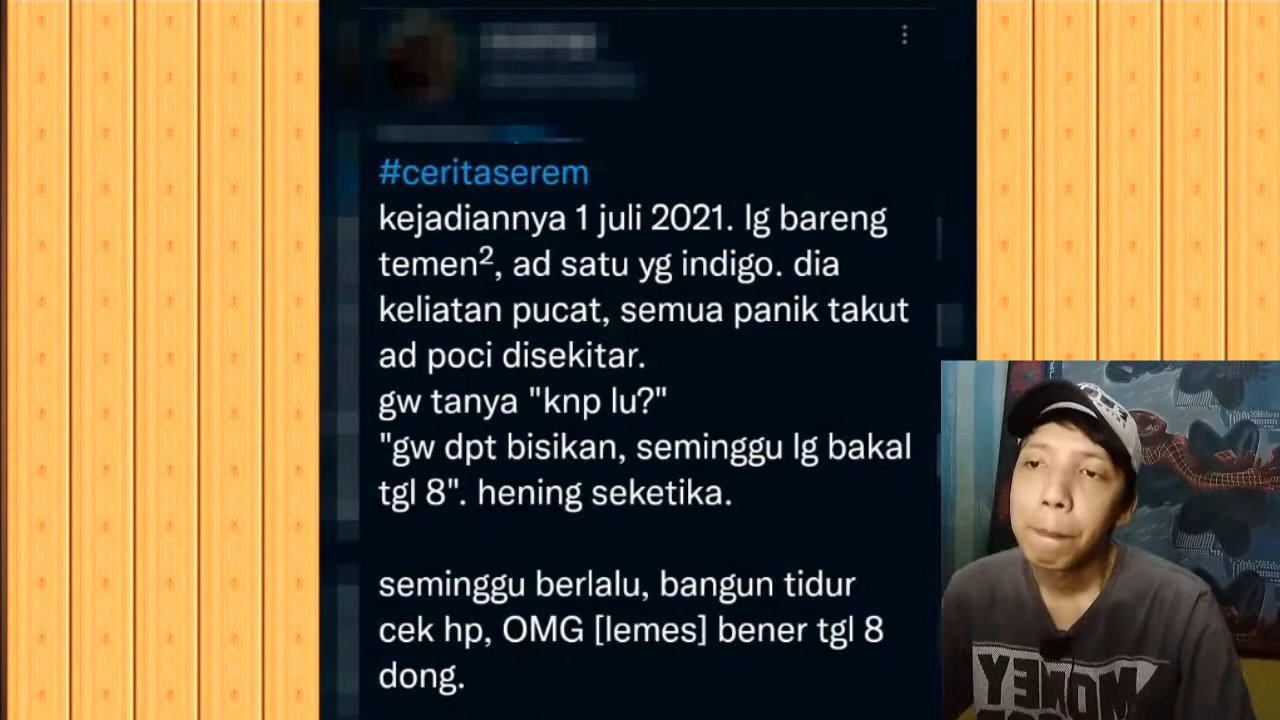 #ceritaserem
kejadiannya 1 juli 2021. lg bareng
temen², ad satu yg indigo. dia
keliatan pucat, semua panik takut
ad poci disekitar.
gw tanya "knp lu?"
"gw dpt bisikan, seminggu lg bakal
tgl 8". hening seketika.
seminggu berlalu, bangun tidur
cek hp, OMG [lemes] bener tgl 8
dong.
MONEY